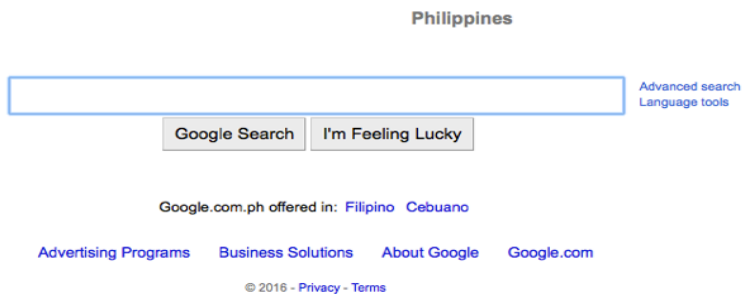 Philippines
Advanced search
Language tools
Google Search I'm Feeling Lucky
Google.com.ph offered in: Filipino Cebuano
Advertising Programs Business Solutions About Google Google.com
© 2016 - Privacy - Terms